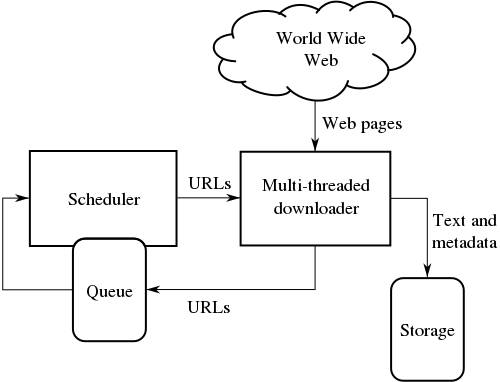 World Wide
Web
Web pages
Scheduler
URLs
Multi-threaded
downloader
Text and
metadata
Queue
URLs
Storage